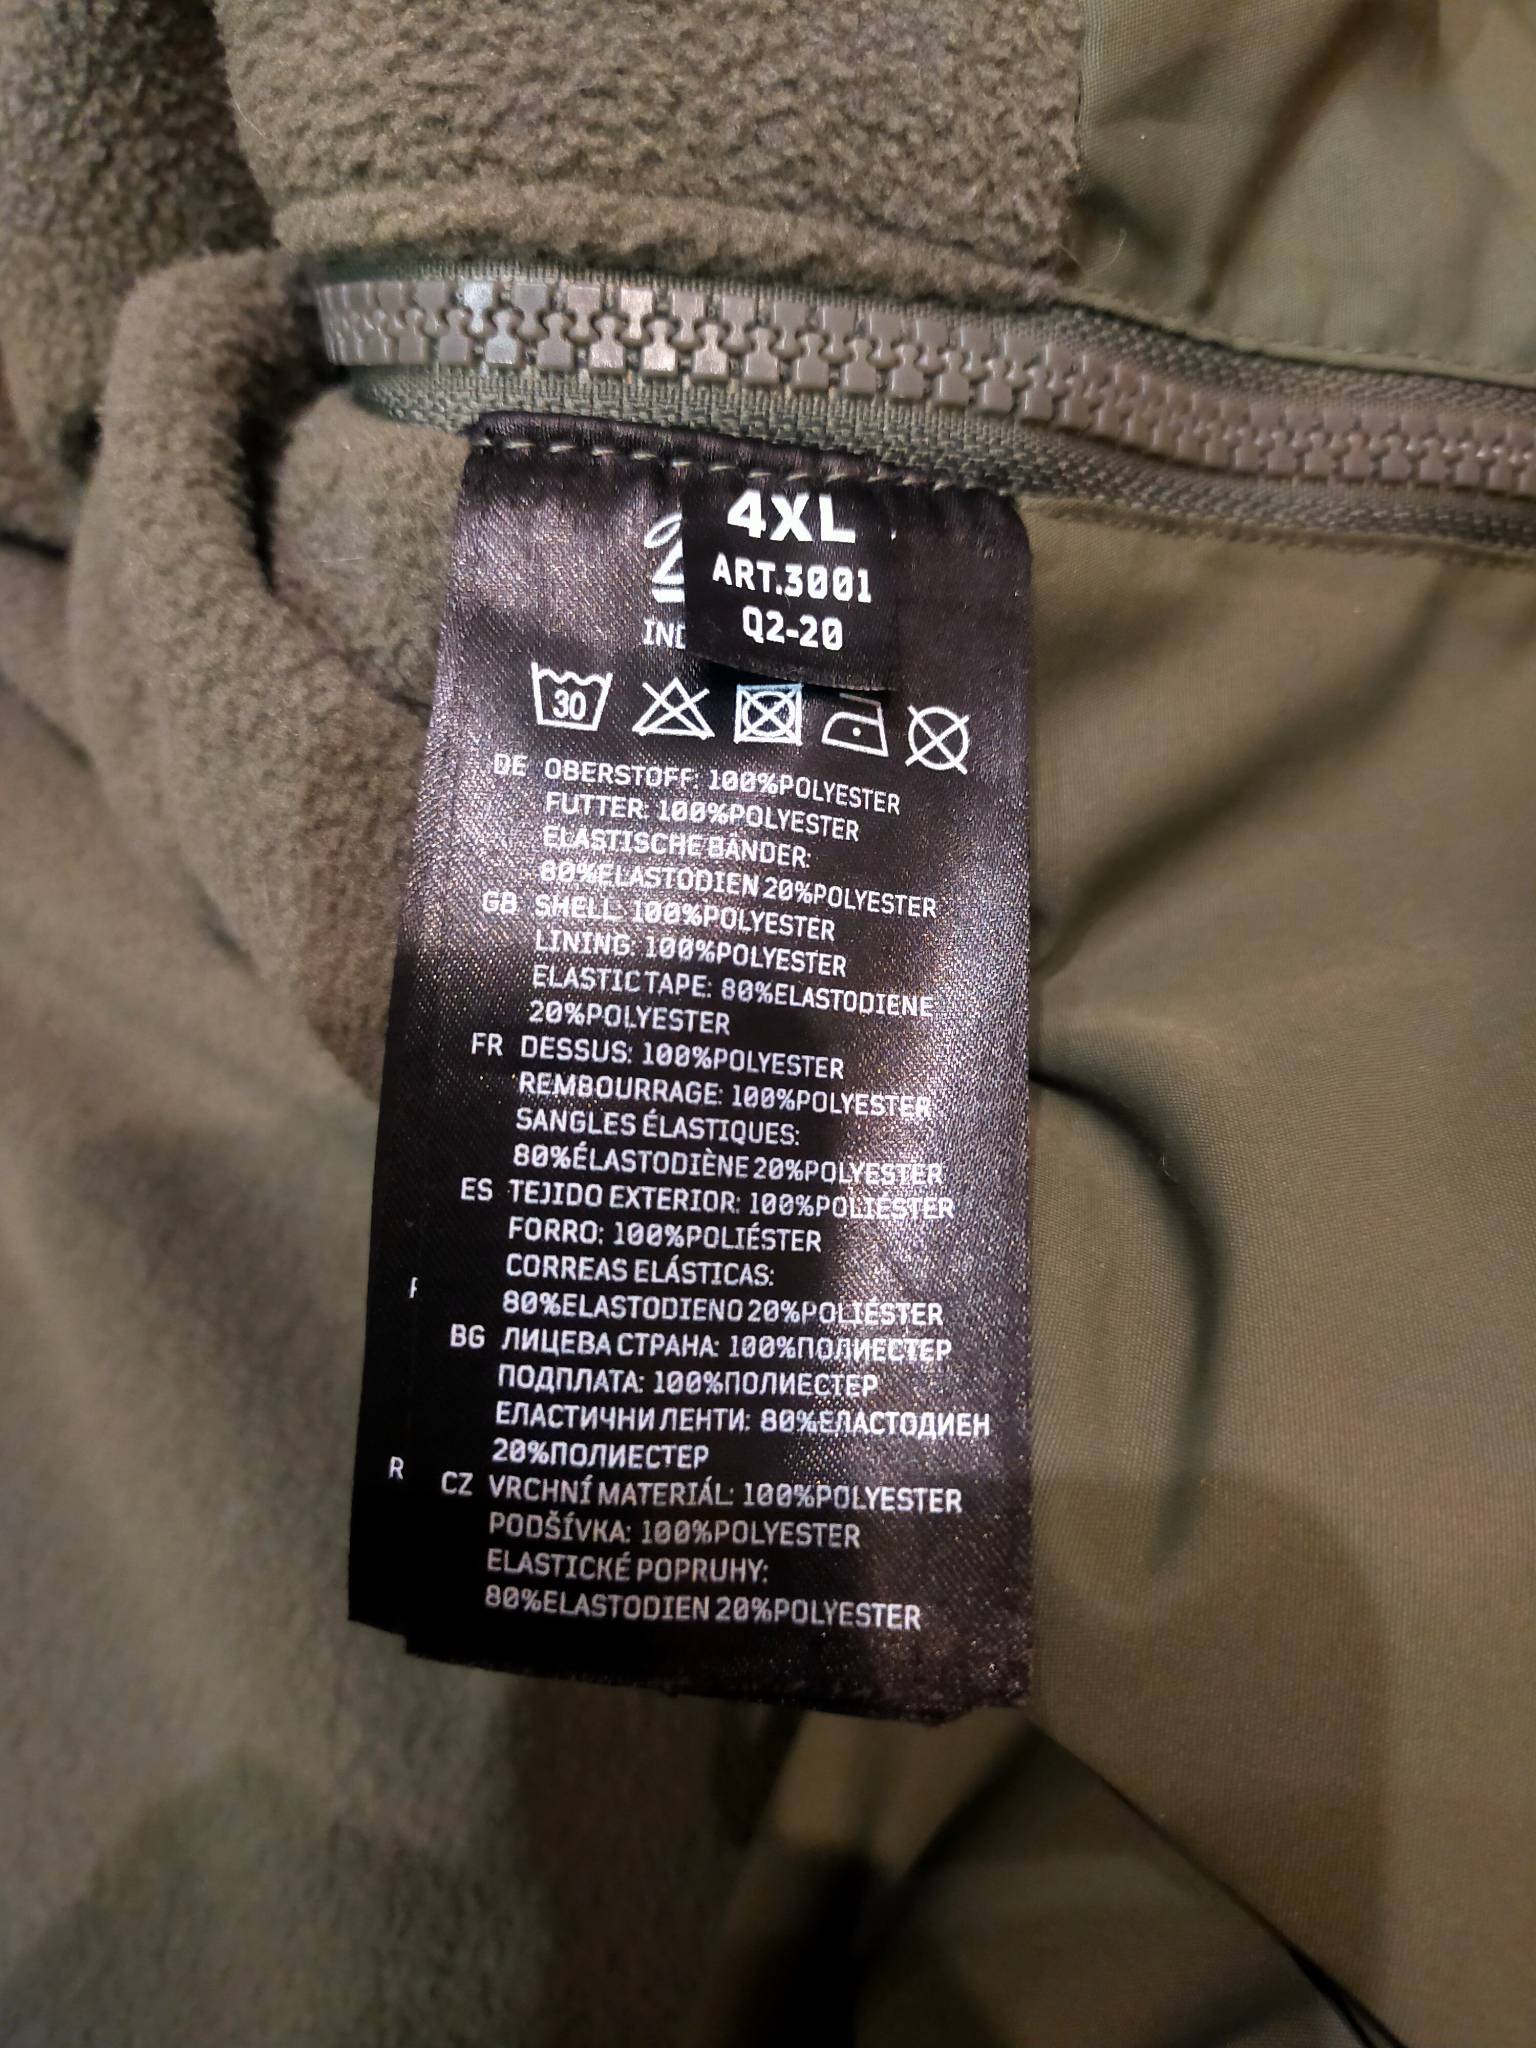 4XL
ART.3001
Q2-20
IND
30
DE OBERSTOFF: 100%POLYESTER
FUTTER: 100%POLYESTER
ELASTISCHE BÄNDER:
80%ELASTODIEN 20%POLYESTER
GB SHELL: 100%POLYESTER
LINING: 100%POLYESTER
ELASTIC TAPE: 80%ELASTODIENE
20%POLYESTER
FR DESSUS: 100%POLYESTER
REMBOURRAGE: 100%POLYESTER
SANGLES ÉLASTIQUES:
80%ÉLASTODIÈNE 20%POLYESTER
ES TEJIDO EXTERIOR: 100%POLIÉSTER
FORRO: 100%POLIÉSTER
CORREAS ELÁSTICAS:
80%ELASTODIENO 20%POLIÉSTER
BG ЛИЦЕВА СТРАНА: 100%ПОЛИЕСТЕР
ПОДПЛАТА: 100%ПОЛИЕСТЕР
ЕЛАСТИЧНИ ЛЕНТИ: 80%ЕЛАСТОДИЕН
20%ПОЛИЕСТЕР
R CZ VRCHNÍ MATERIÁL: 100%POLYESTER
PODŠÍVKA: 100%POLYESTER
ELASTICKÉ POPRUHY:
80%ELASTODIEN 20%POLYESTER